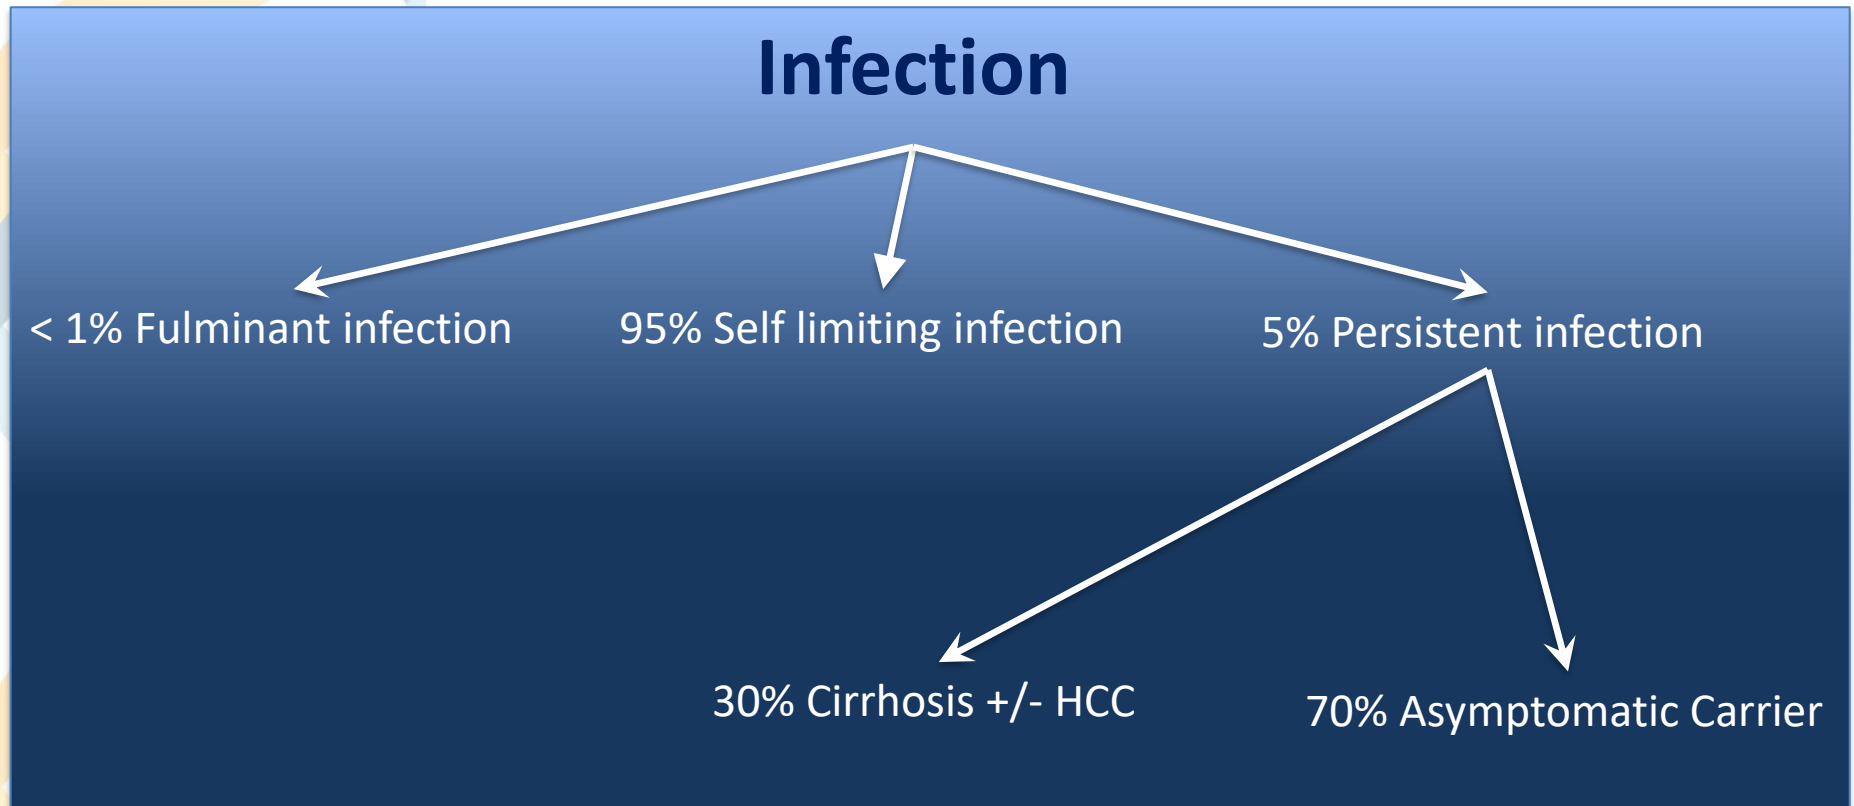 Infection
< 1% Fulminant infection
95% Self limiting infection
5% Persistent infection
30% Cirrhosis +/- HCC
70% Asymptomatic Carrier